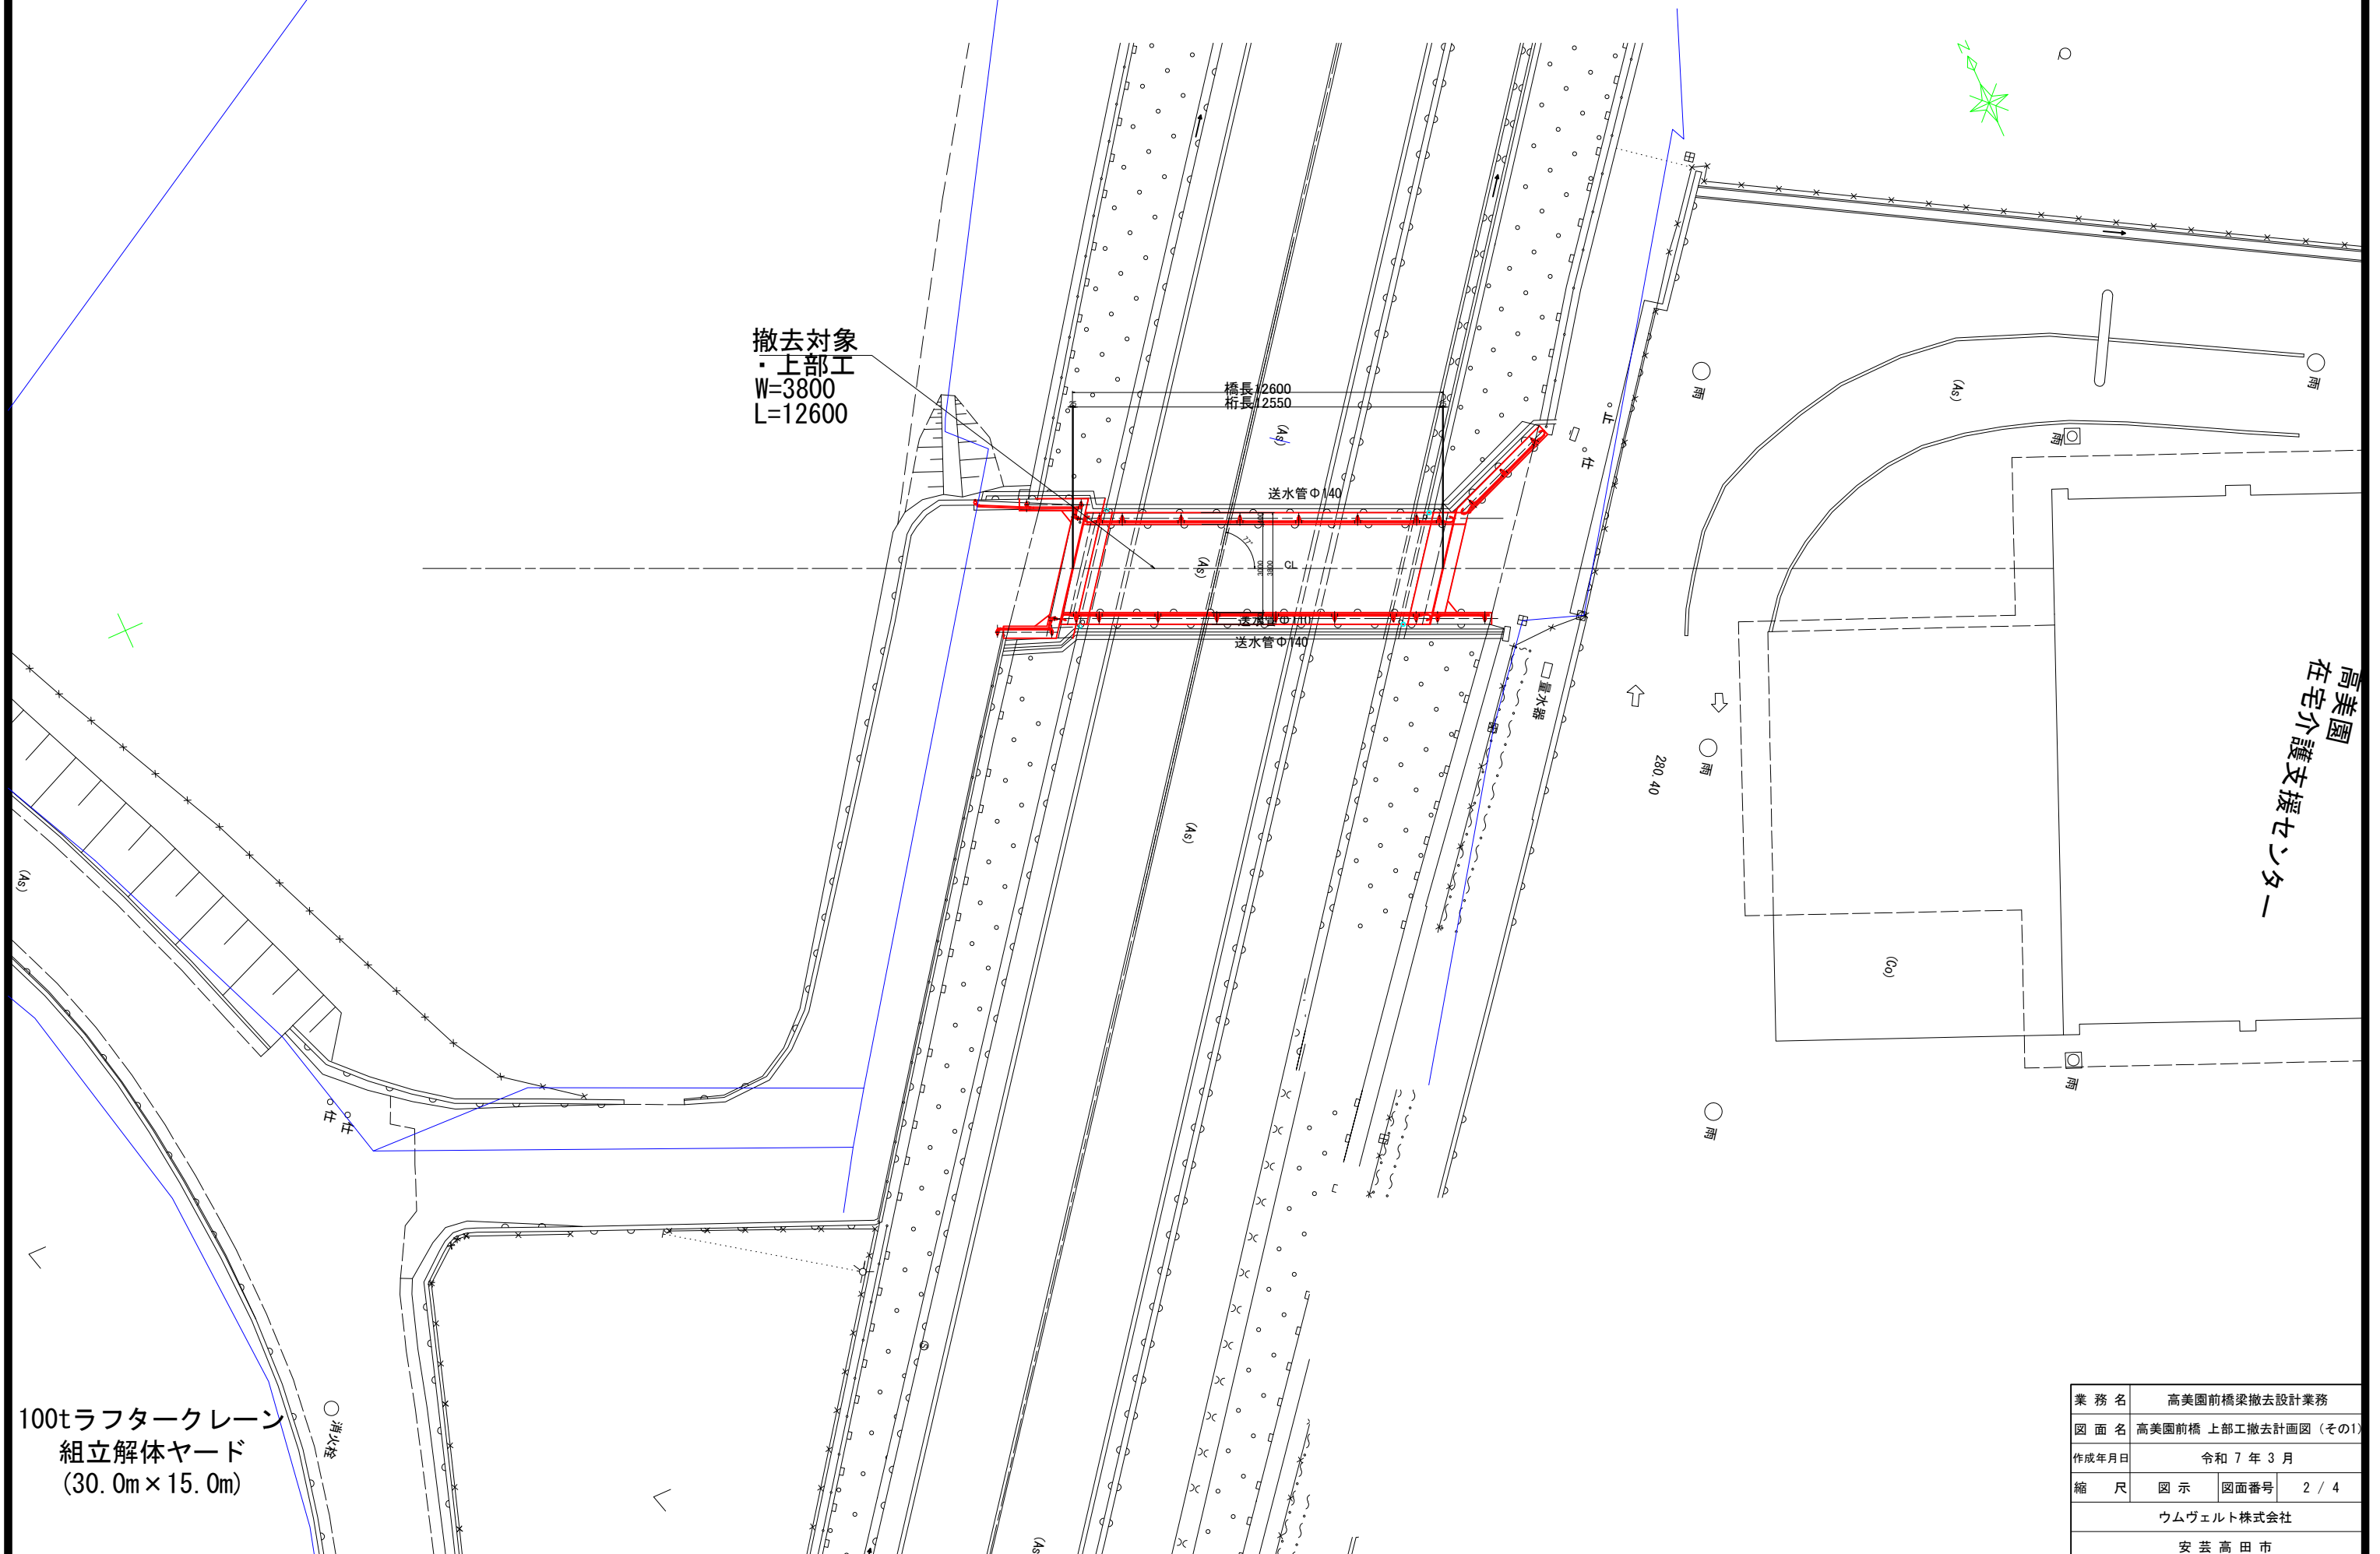 N
撤去対象
・上部工
W=3800
L=12600
橋長12600
桁長12550
25
(As)
送水管Φ140
77°
(As)
3000
3800
CL
送水管Φ110
送水管Φ140
止
仕
雨
(As)
雨
雨
量水器
280.40
雨
高美園
在宅介護支援センター
(As)
(As)
(Co)
雨
雨
仕
仕
S
消火栓
100tラフタークレーン
組立解体ヤード
(30.0m×15.0m)
(As
業 務 名 高美園前橋梁撤去設計業務
図 面 名 高美園前橋 上部工撤去計画図 (その1)
作成年月日 令和 7 年 3 月
縮 尺 図 示 図面番号 2 / 4
ウムヴェルト株式会社
安 芸 高 田 市